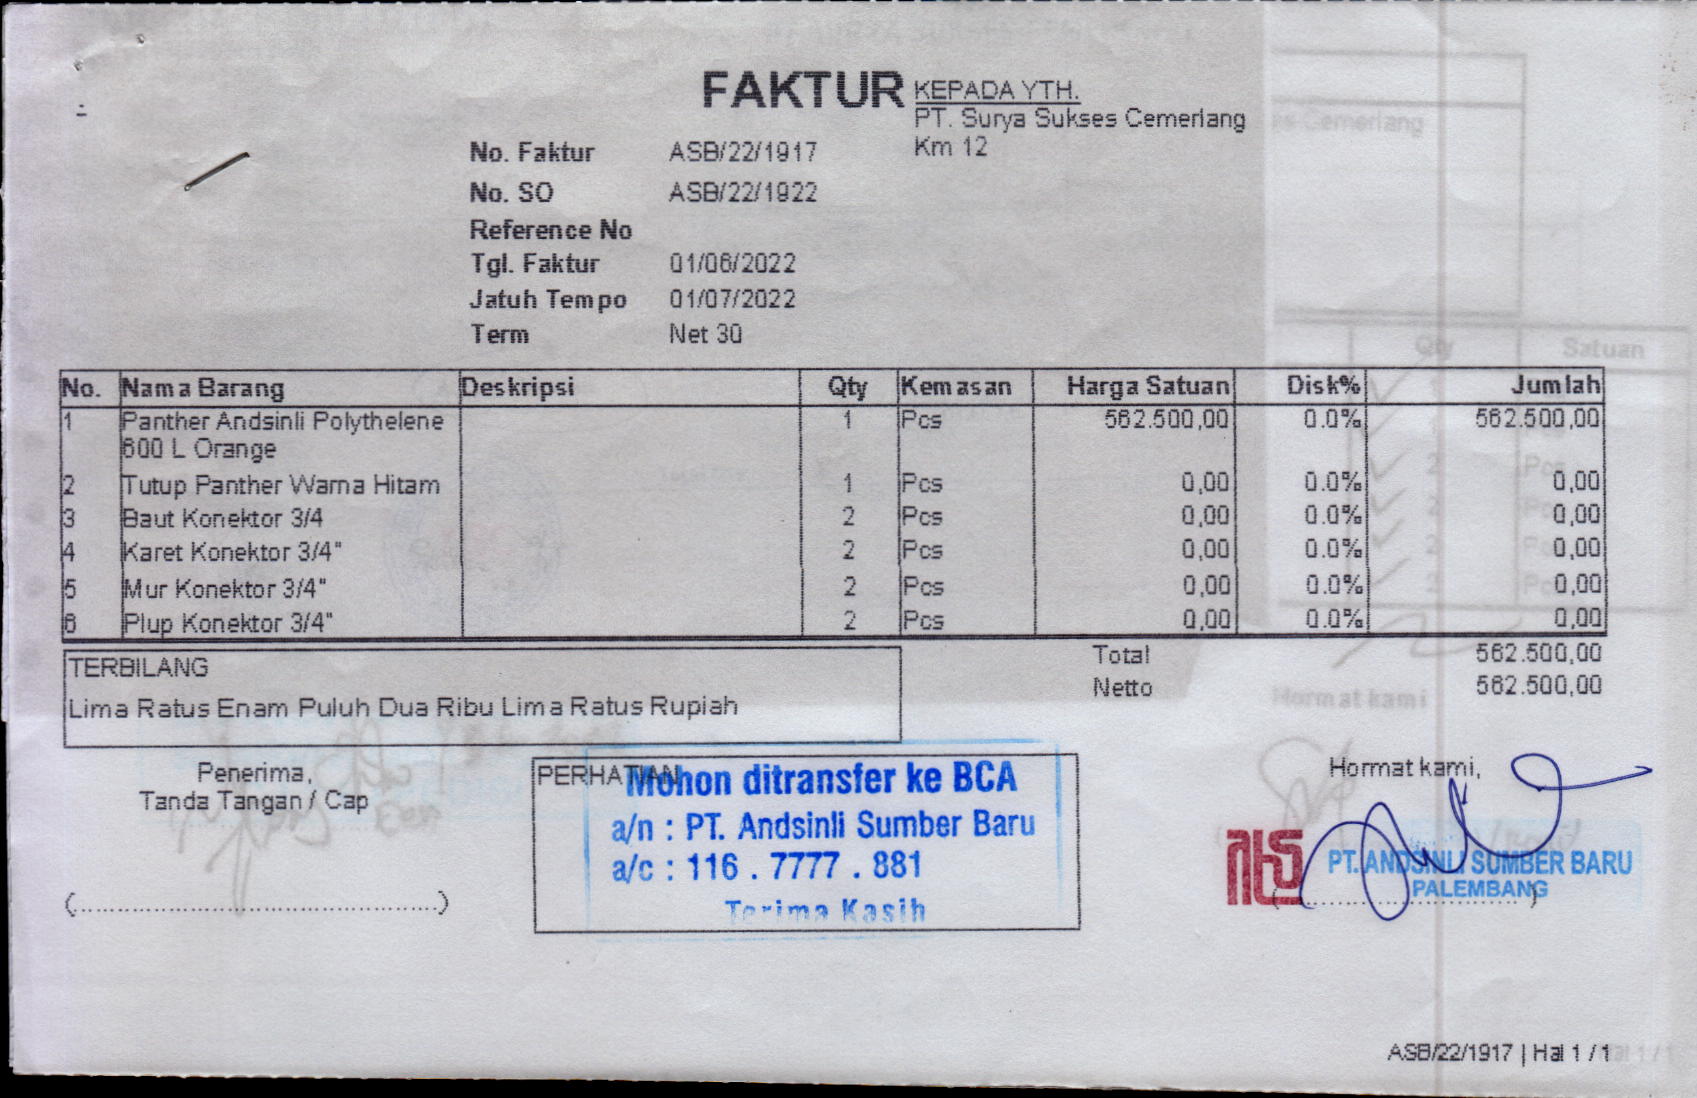 FAKTUR
KEPADA YTH.
PT. Surya Sukses Cemerlang
Km 12
No. Faktur ASB/22/1917
No. SO ASB/22/1922
Reference No
Tgl. Faktur 01/06/2022
Jatuh Tempo 01/07/2022
Term Net 30
No. Nama Barang Deskripsi Qty Kemasan Harga Satuan Disk% Jumlah
1 Panther Andsinli Polythelene 1 Pcs 562.500,00 0.0% 562.500,00
600 L Orange
2 Tutup Panther Warna Hitam 1 Pcs 0,00 0.0% 0,00
3 Baut Konektor 3/4 2 Pcs 0,00 0.0% 0,00
4 Karet Konektor 3/4" 2 Pcs 0,00 0.0% 0,00
5 Mur Konektor 3/4" 2 Pcs 0,00 0.0% 0,00
6 Plup Konektor 3/4" 2 Pcs 0,00 0.0% 0,00
Total 562.500,00
Netto 562.500,00
TERBILANG
Lima Ratus Enam Puluh Dua Ribu Lima Ratus Rupiah
Penerima,
Tanda Tangan / Cap
(..........................................)
PERHATIAN
Mohon ditransfer ke BCA
a/n : PT. Andsinli Sumber Baru
a/c : 116 . 7777 . 881
Terima Kasih
Hormat kami,
PT. ANDSINLI SUMBER BARU
PALEMBANG
ASB/22/1917 | Hal 1 / 1